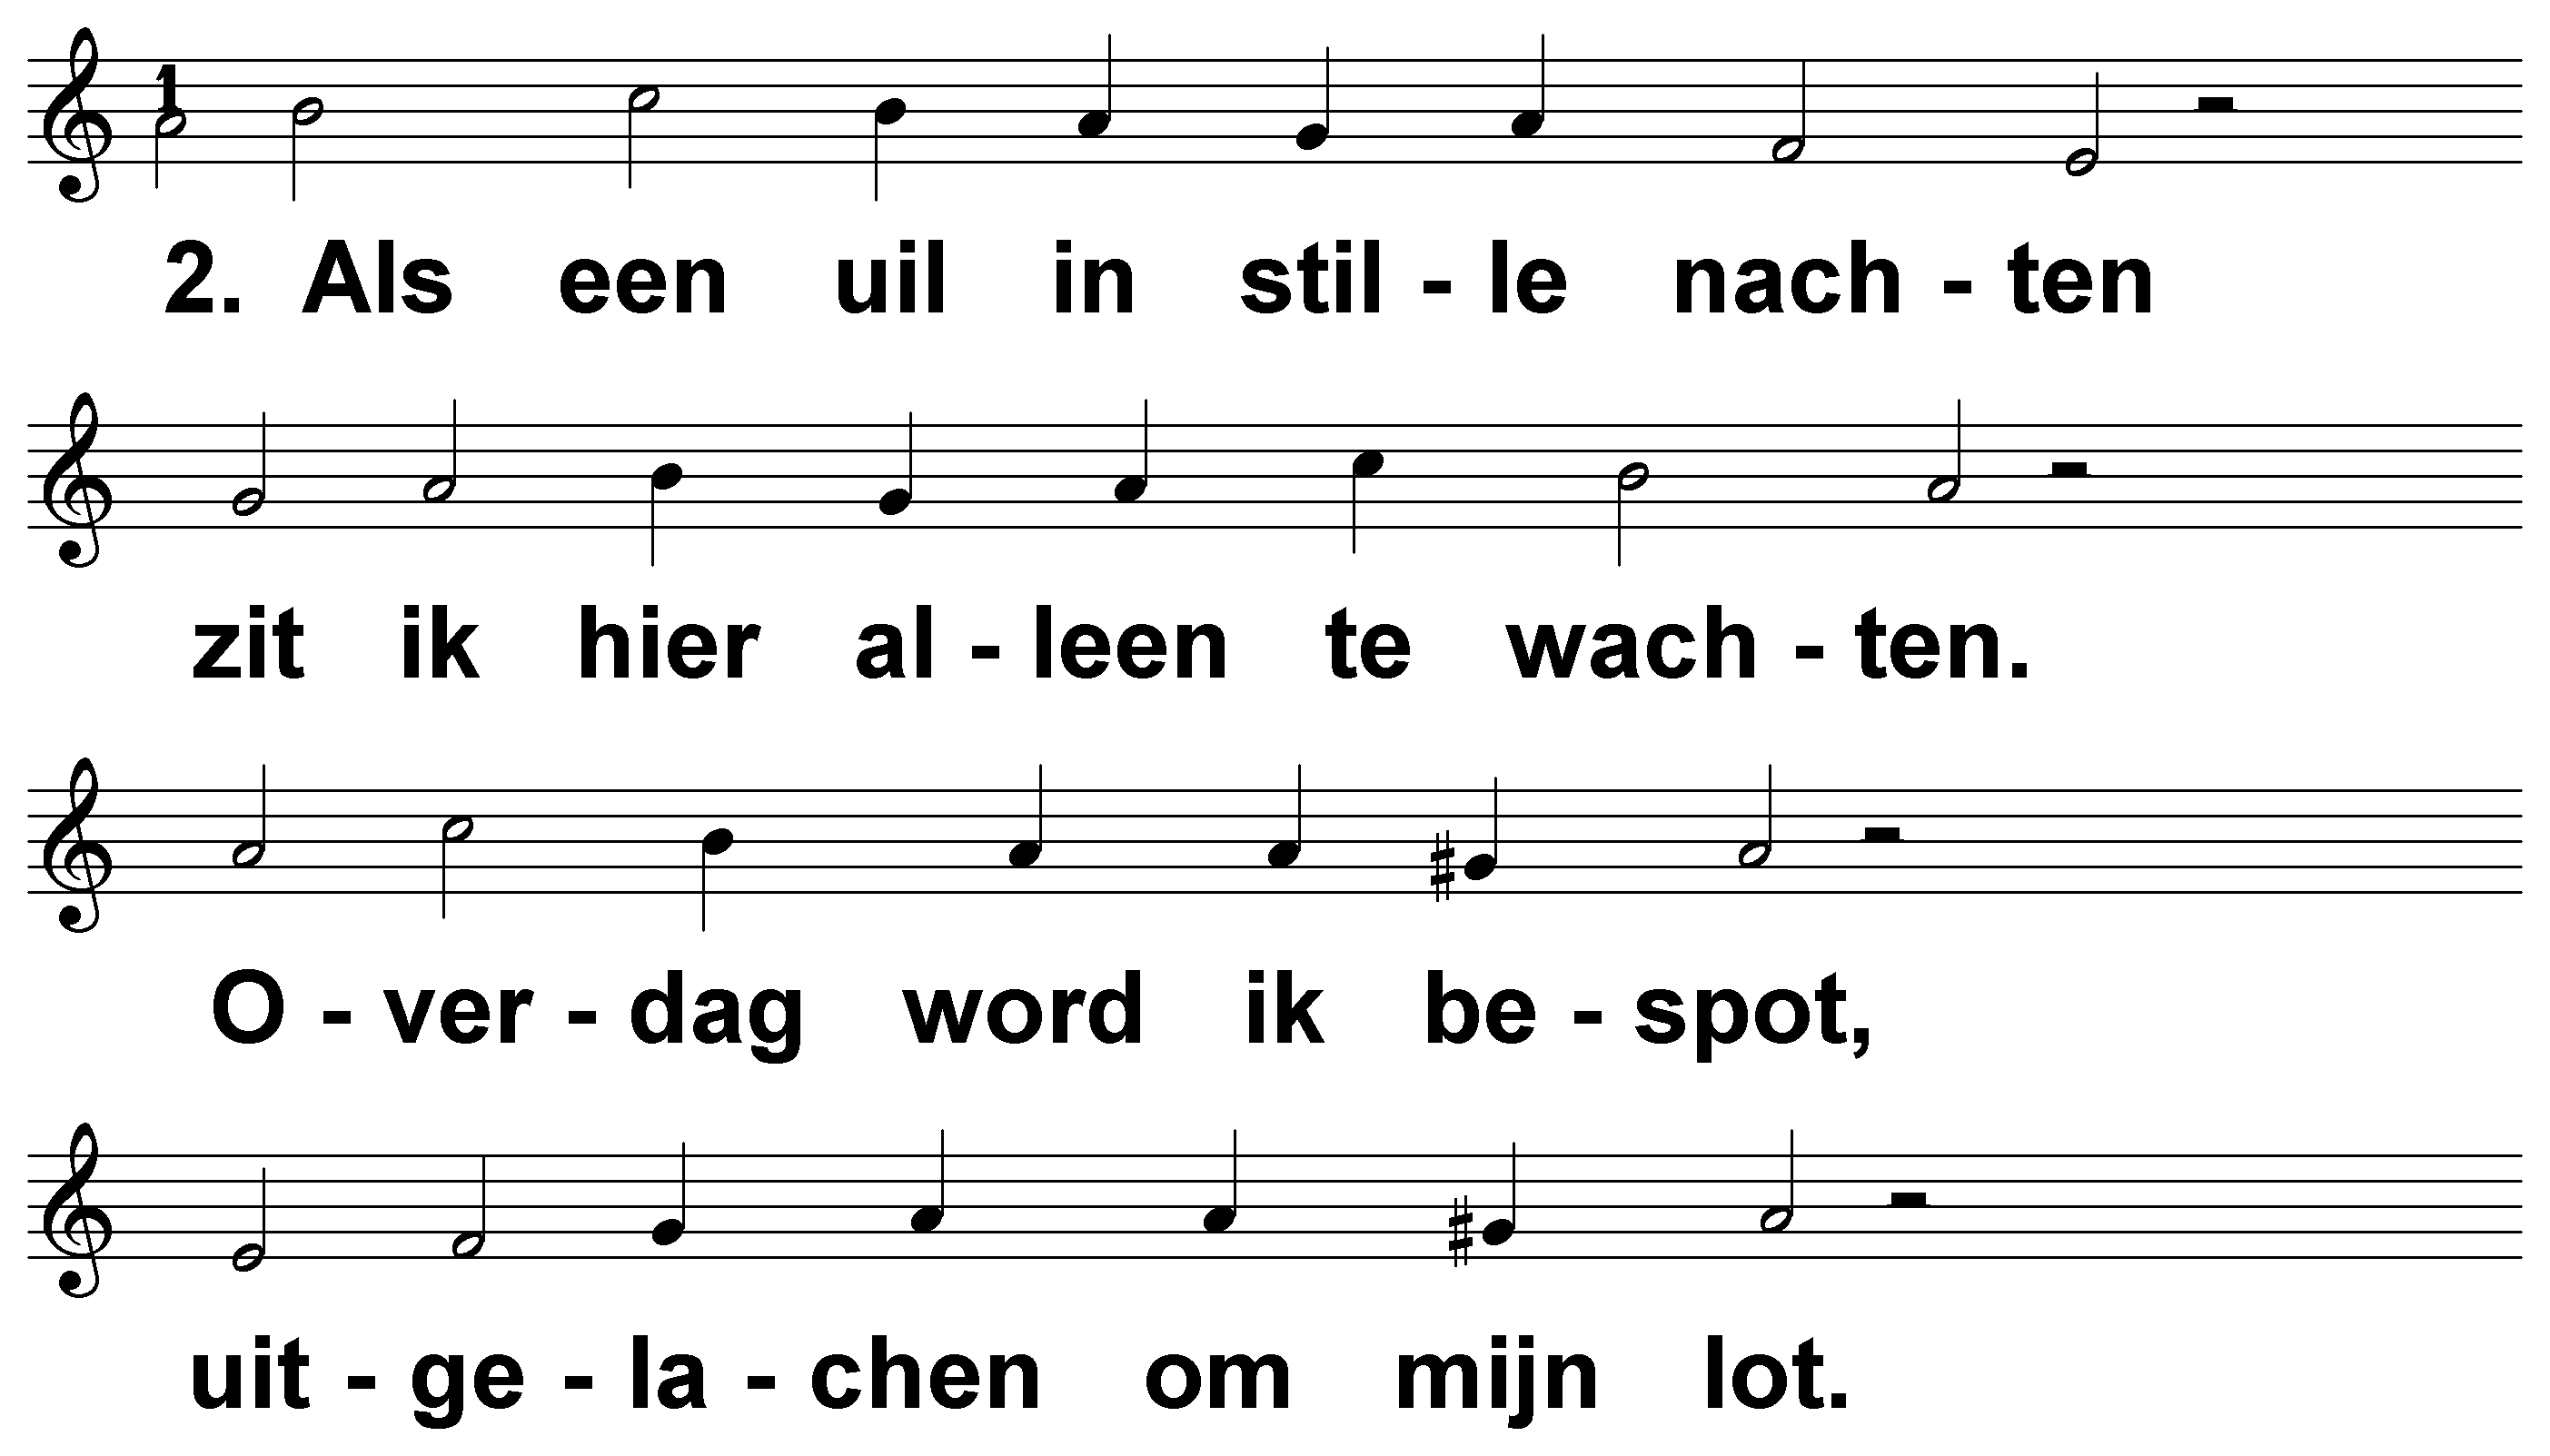 1
2. Als een uil in stil - le nach - ten
zit ik hier al - leen te wach - ten.
O - ver - dag word ik be - spot,
uit - ge - la - chen om mijn lot.